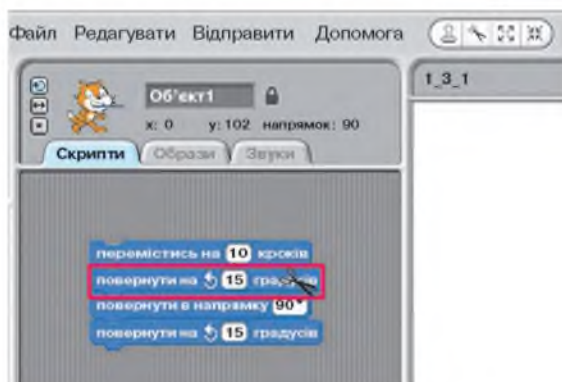 Файл Редагувати Відправити Допомога
Об'єкт1
x: 0 y: 102 напрямок: 90
1_3_1
Скрипти Образи Звуки
перемістись на 10 кроків
повернути на 15 градусів
повернути в напрямку 90
повернути на 15 градусів